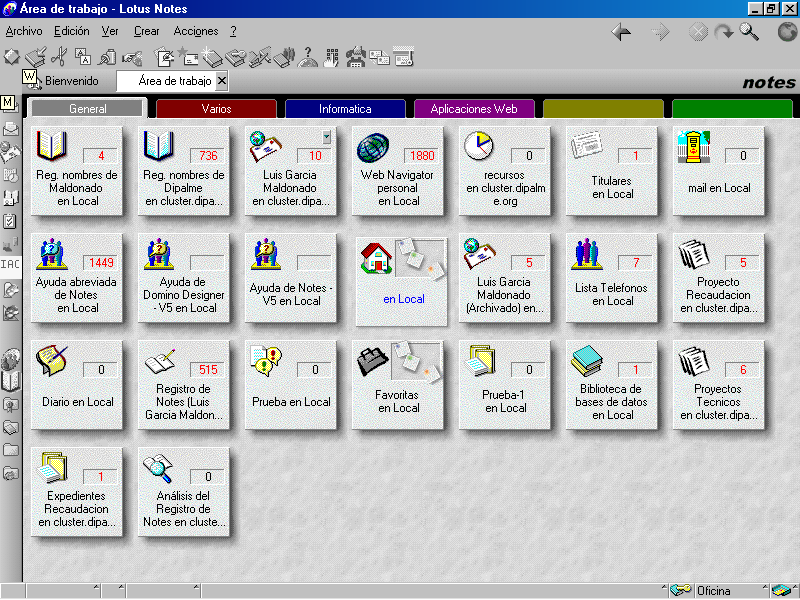 Área de trabajo - Lotus Notes
Archivo Edición Ver Crear Acciones ?
W Bienvenido Área de trabajo
notes
M
General Varios Informatica Aplicaciones Web
4 736 10 1880 0 1 0
Reg. nombres de
Maldonado
en Local
Reg. nombres de
Dipalme
en cluster.dipa...
Luis Garcia
Maldonado
en cluster.dipa...
Web Navigator
personal
en Local
recursos
en cluster.dipalm
e.org
Titulares
en Local
mail en Local
1449 5 7 5
Ayuda abreviada
de Notes
en Local
Ayuda de
Domino Designer
- V5 en Local
Ayuda de Notes -
V5 en Local
en Local
Luis Garcia
Maldonado
(Archivado) en...
Lista Telefonos
en Local
Proyecto
Recaudacion
en cluster.dipa...
IAC
0 515 0 0 1 6
Diario en Local
Registro de
Notes (Luis
Garcia Maldon...
Prueba en Local
Favoritas
en Local
Prueba-1
en Local
Biblioteca de
bases de datos
en Local
Proyectos
Tecnicos
en cluster.dipa...
1 0
Expedientes
Recaudacion
en cluster.dipa...
Análisis del
Registro de
Notes en cluste...
Oficina